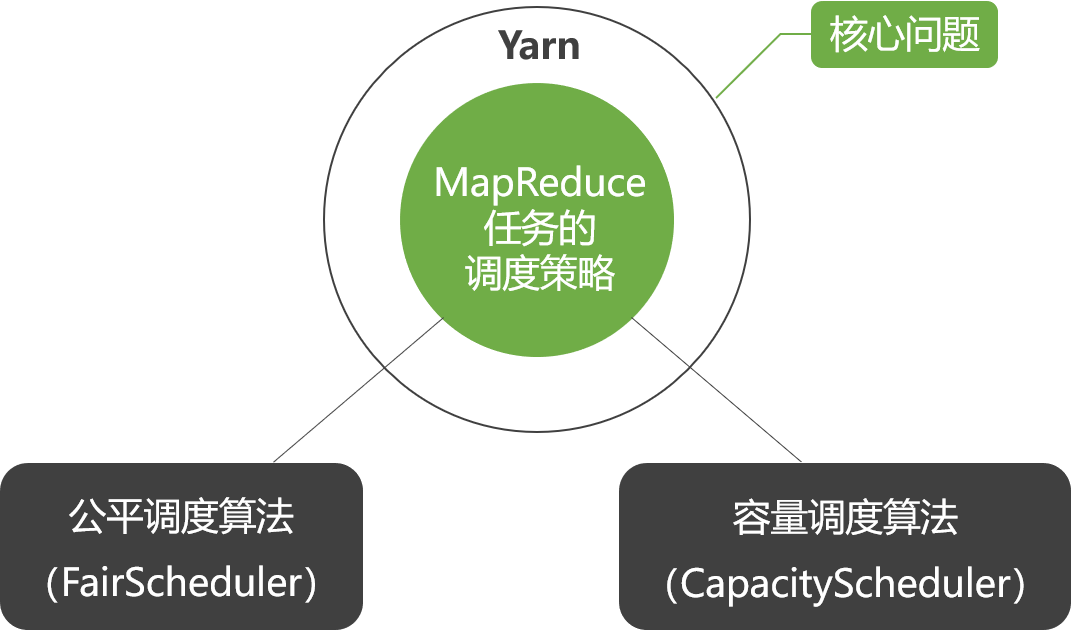 核心问题
Yarn
MapReduce
任务的
调度策略
公平调度算法
（FairScheduler）
容量调度算法
（CapacityScheduler）